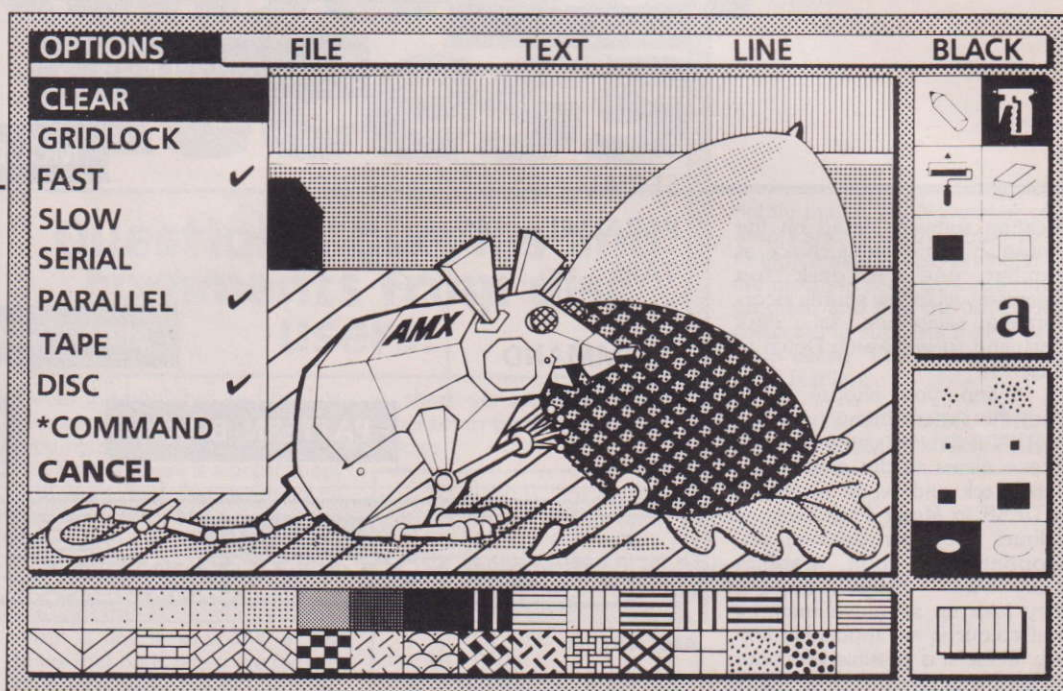 OPTIONS FILE TEXT LINE BLACK
CLEAR
GRIDLOCK
FAST
SLOW
SERIAL
PARALLEL
TAPE
DISC
*COMMAND
CANCEL
AMX
a